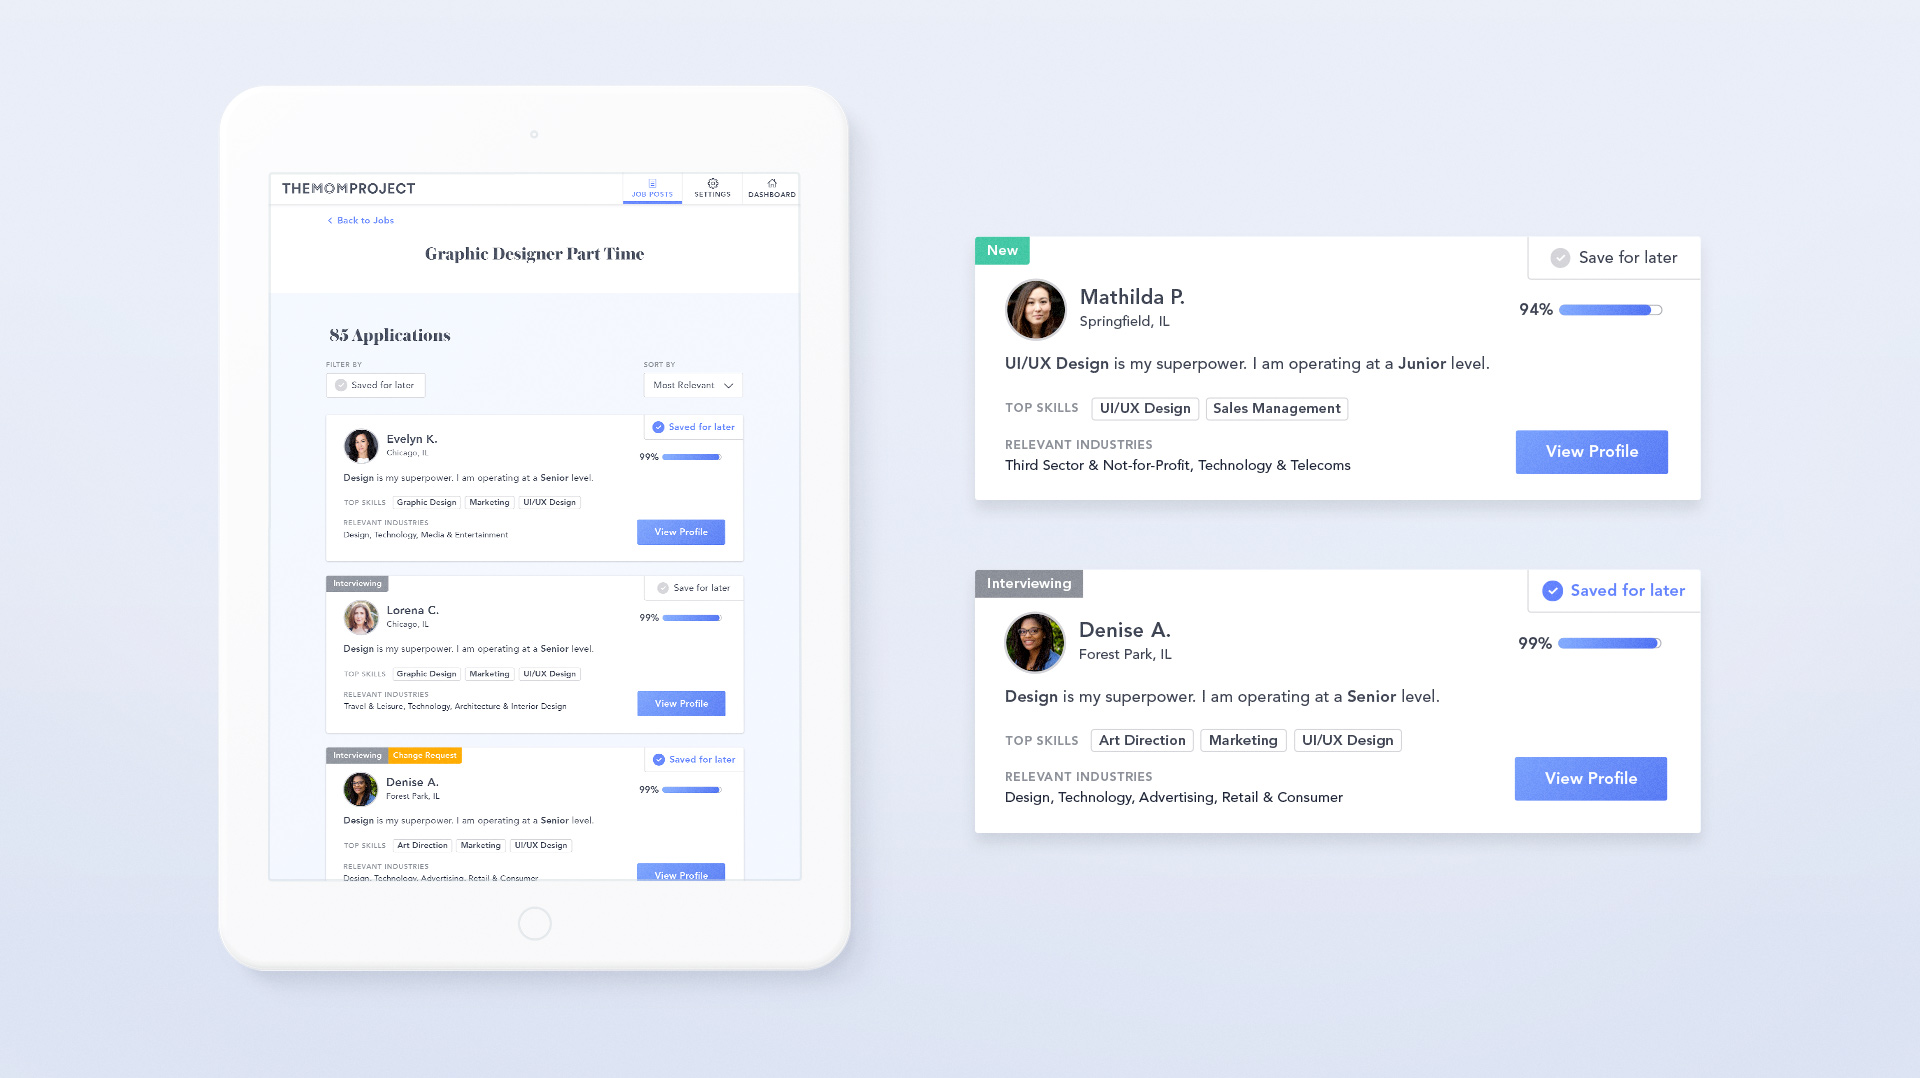 THEMOMPROJECT
JOB POSTS
SETTINGS
DASHBOARD
Back to Jobs
Graphic Designer Part Time
85 Applications
FILTER BY
Saved for later
SORT BY
Most Relevant
Saved for later
Evelyn K.
Chicago, IL
99%
Design is my superpower. I am operating at a Senior level.
TOP SKILLS Graphic Design Marketing UI/UX Design
RELEVANT INDUSTRIES
Design, Technology, Media & Entertainment
View Profile
Interviewing
Save for later
Lorena C.
Chicago, IL
99%
Design is my superpower. I am operating at a Senior level.
TOP SKILLS Graphic Design Marketing UI/UX Design
RELEVANT INDUSTRIES
Travel & Leisure, Technology, Architecture & Interior Design
View Profile
Interviewing Change Request
Saved for later
Denise A.
Forest Park, IL
99%
Design is my superpower. I am operating at a Senior level.
TOP SKILLS Art Direction Marketing UI/UX Design
RELEVANT INDUSTRIES
Design, Technology, Advertising, Retail & Consumer
View Profile
New
Save for later
Mathilda P.
Springfield, IL
94%
UI/UX Design is my superpower. I am operating at a Junior level.
TOP SKILLS UI/UX Design Sales Management
RELEVANT INDUSTRIES
Third Sector & Not-for-Profit, Technology & Telecoms
View Profile
Interviewing
Saved for later
Denise A.
Forest Park, IL
99%
Design is my superpower. I am operating at a Senior level.
TOP SKILLS Art Direction Marketing UI/UX Design
RELEVANT INDUSTRIES
Design, Technology, Advertising, Retail & Consumer
View Profile